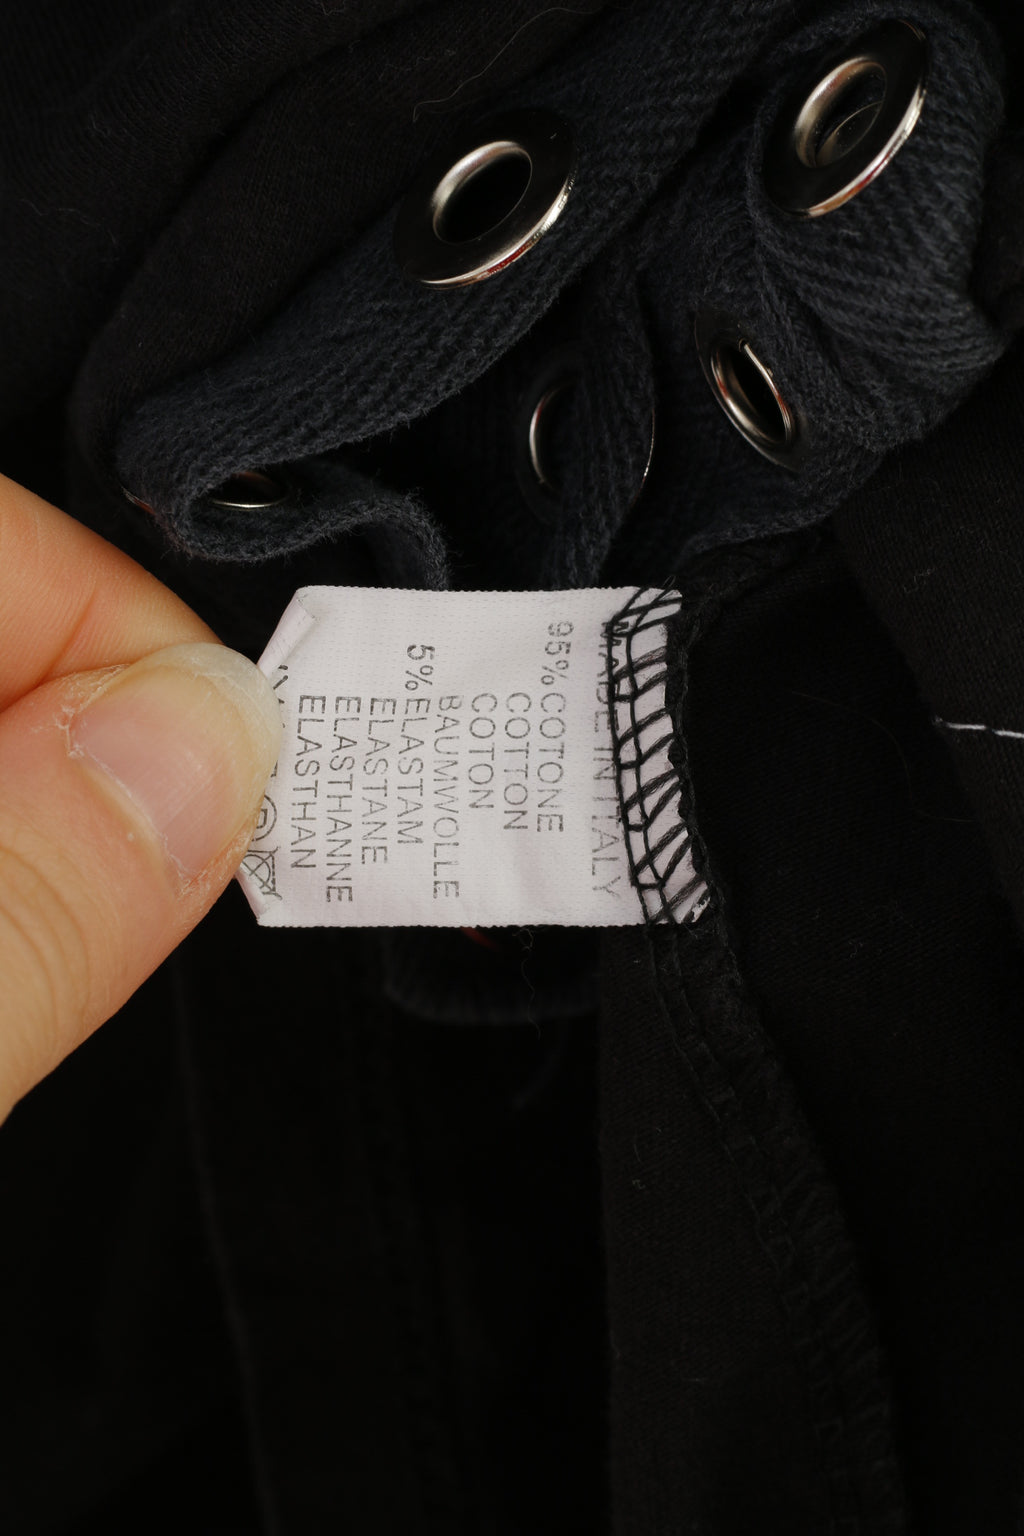 MADE IN ITALY
95%COTONE
COTTON
COTON
BAUMWOLLE
5%ELASTAM
ELASTANE
ELASTHANNE
ELASTHAN